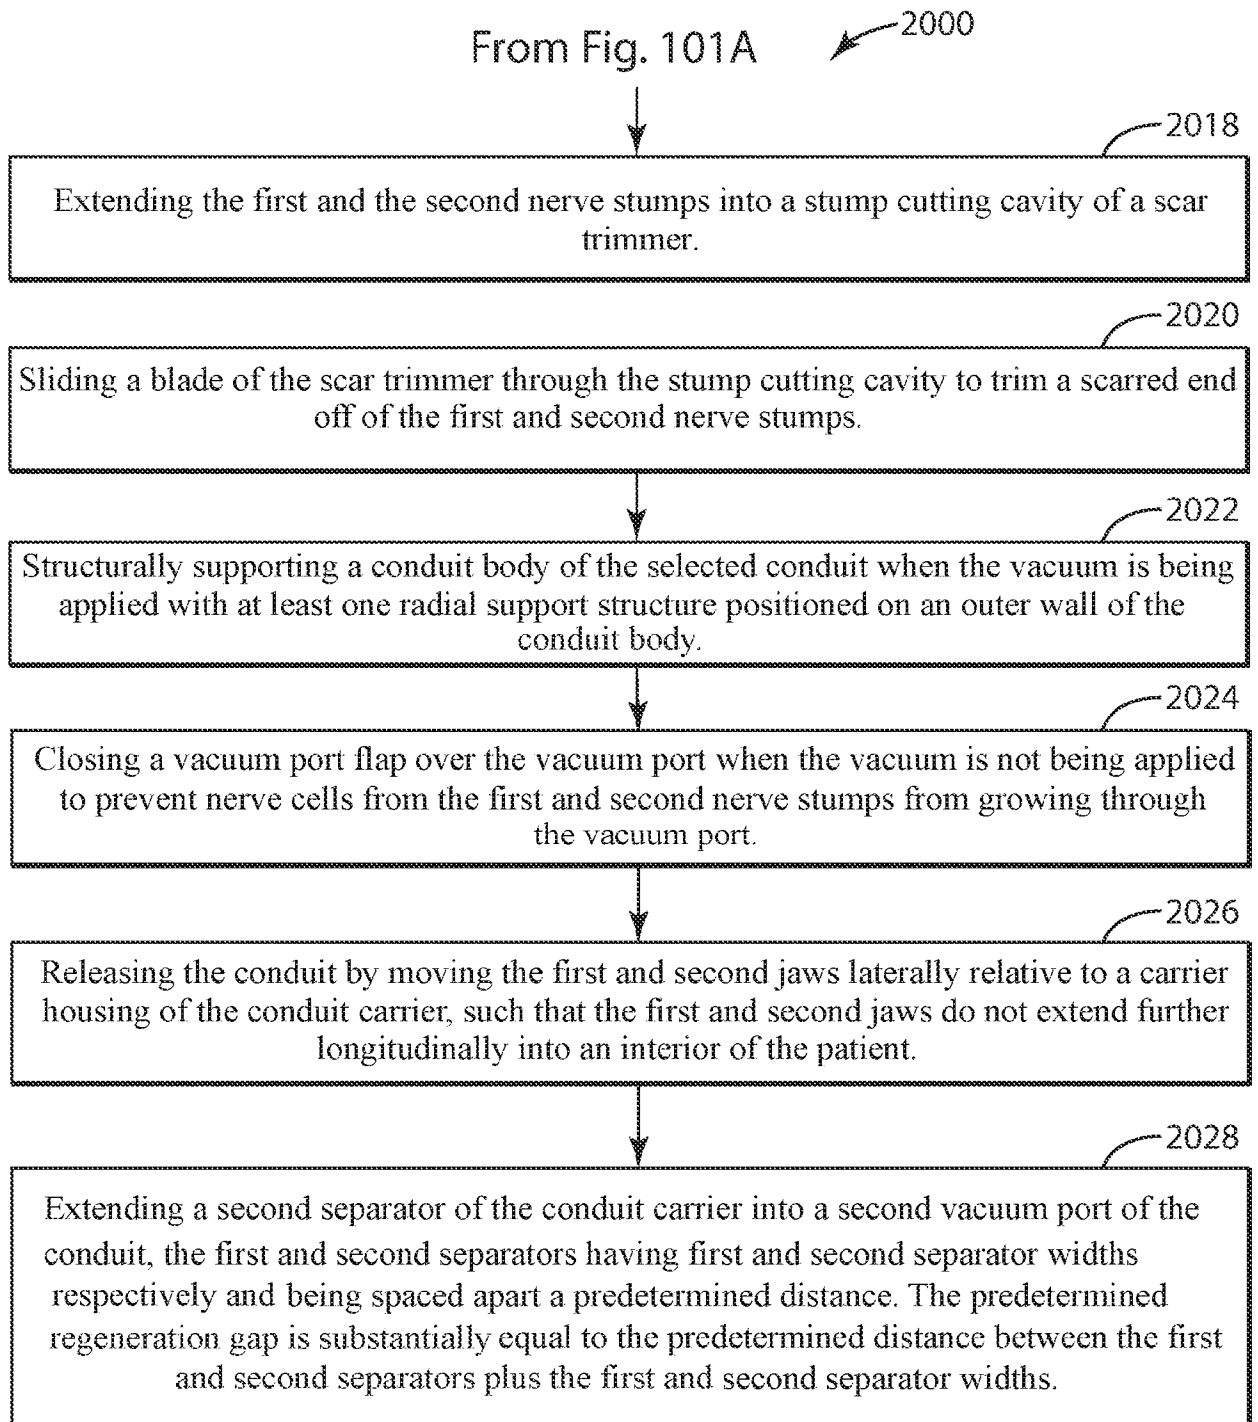 From Fig. 101A
2000
2018
Extending the first and the second nerve stumps into a stump cutting cavity of a scar
trimmer.
2020
Sliding a blade of the scar trimmer through the stump cutting cavity to trim a scarred end
off of the first and second nerve stumps.
2022
Structurally supporting a conduit body of the selected conduit when the vacuum is being
applied with at least one radial support structure positioned on an outer wall of the
conduit body.
2024
Closing a vacuum port flap over the vacuum port when the vacuum is not being applied
to prevent nerve cells from the first and second nerve stumps from growing through
the vacuum port.
2026
Releasing the conduit by moving the first and second jaws laterally relative to a carrier
housing of the conduit carrier, such that the first and second jaws do not extend further
longitudinally into an interior of the patient.
2028
Extending a second separator of the conduit carrier into a second vacuum port of the
conduit, the first and second separators having first and second separator widths
respectively and being spaced apart a predetermined distance. The predetermined
regeneration gap is substantially equal to the predetermined distance between the first
and second separators plus the first and second separator widths.